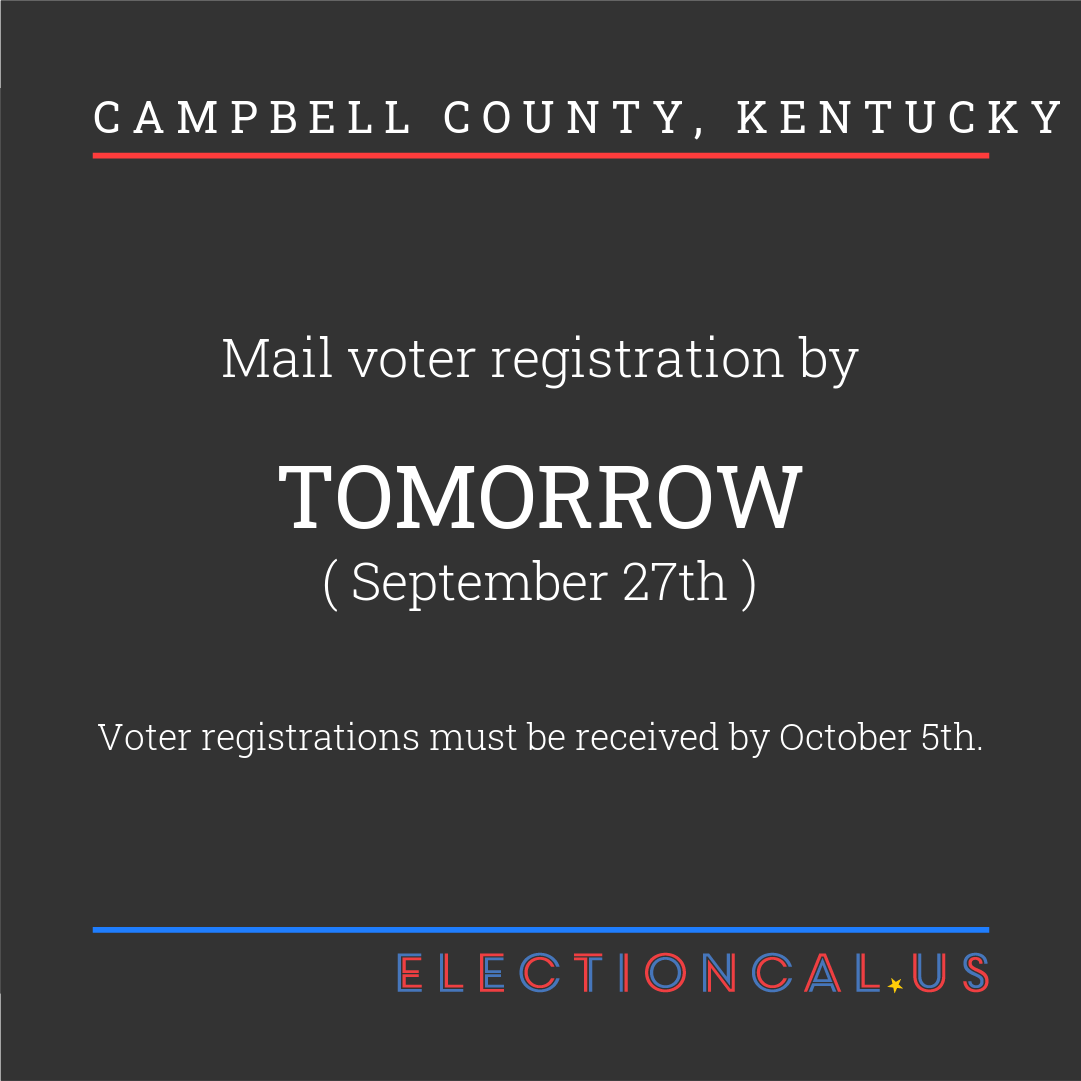 CAMPBELL COUNTY, KENTUCKY
Mail voter registration by
TOMORROW
( September 27th )
Voter registrations must be received by October 5th.
ELECTIONCAL.US